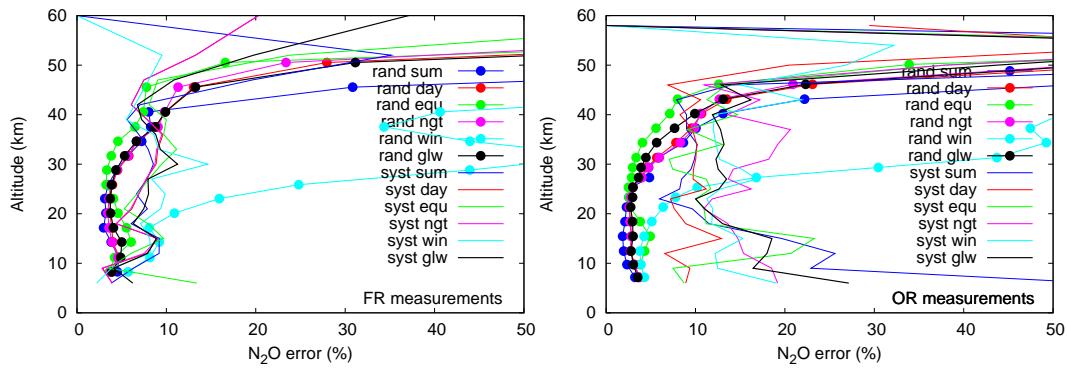 60
50
40
30
20
10
0
0 10 20 30 40 50
Altitude (km)
N2O error (%)
rand sum
rand day
rand equ
rand ngt
rand win
rand glw
syst sum
syst day
syst equ
syst ngt
syst win
syst glw
FR measurements
60
50
40
30
20
10
0
0 10 20 30 40 50
Altitude (km)
N2O error (%)
rand sum
rand day
rand equ
rand ngt
rand win
rand glw
syst sum
syst day
syst equ
syst ngt
syst win
syst glw
OR measurements